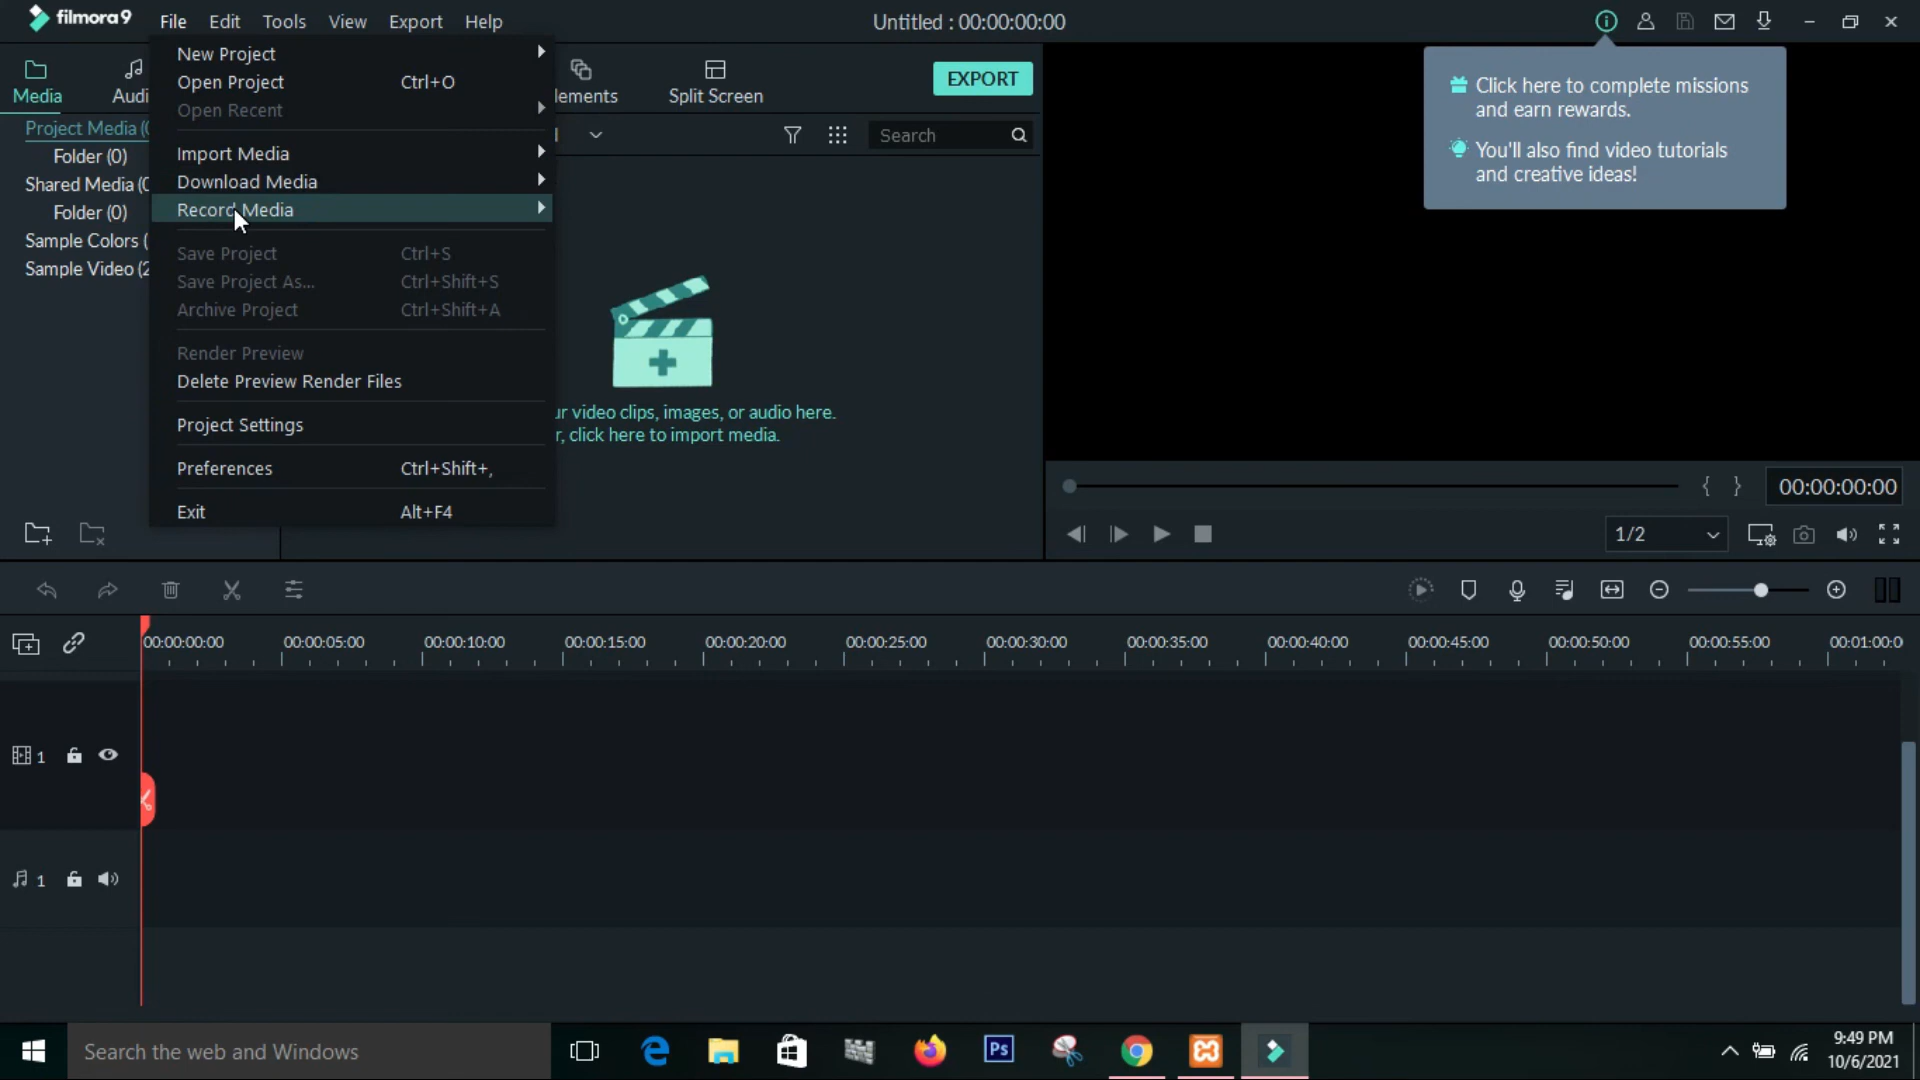 filmora9
File Edit Tools View Export Help
Untitled : 00:00:00:00
Media
Audi
lements
Split Screen
EXPORT
New Project
Open Project Ctrl+O
Open Recent
Import Media
Download Media
Record Media
Save Project Ctrl+S
Save Project As... Ctrl+Shift+S
Archive Project Ctrl+Shift+A
Render Preview
Delete Preview Render Files
Project Settings
Preferences Ctrl+Shift+,
Exit Alt+F4
Project Media (0
Folder (0)
Shared Media (0
Folder (0)
Sample Colors (
Sample Video (2
Search
ur video clips, images, or audio here.
r, click here to import media.
Click here to complete missions
and earn rewards.
You'll also find video tutorials
and creative ideas!
{ } 00:00:00:00
1/2
00:00:00:00 00:00:05:00 00:00:10:00 00:00:15:00 00:00:20:00 00:00:25:00 00:00:30:00 00:00:35:00 00:00:40:00 00:00:45:00 00:00:50:00 00:00:55:00 00:01:00:0
1
1
Search the web and Windows
Ps
9:49 PM
10/6/2021